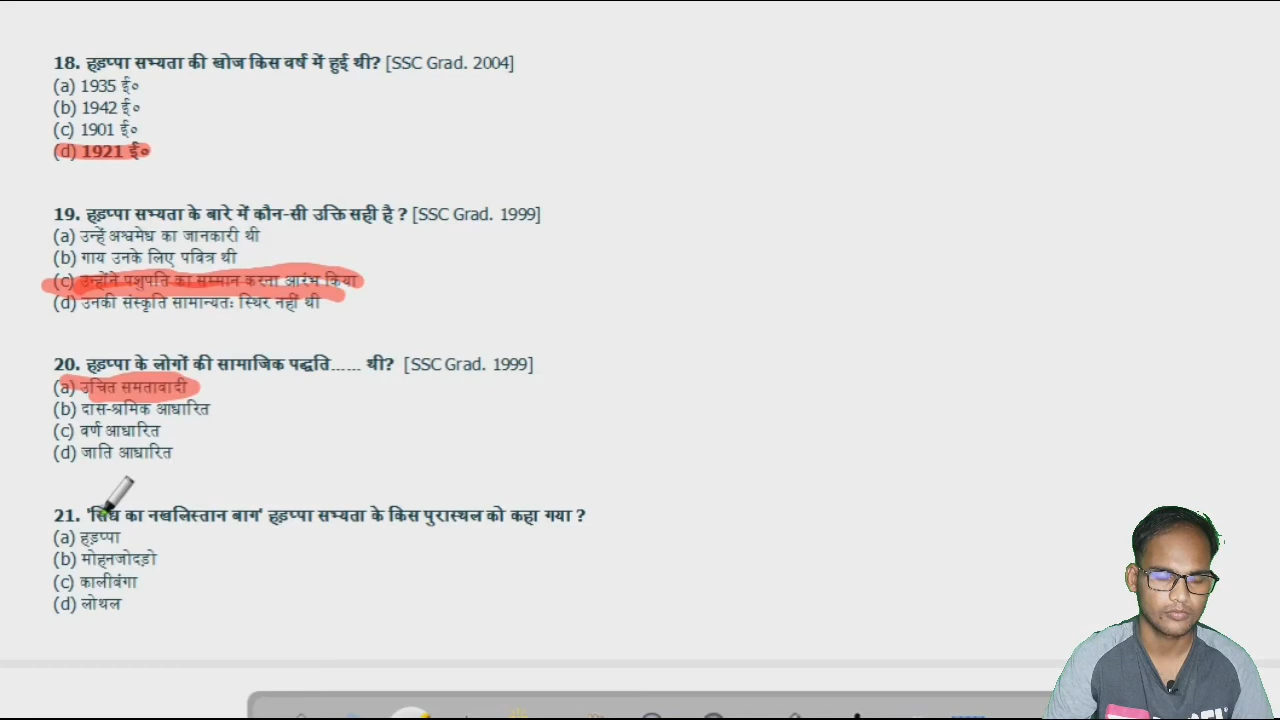 18. हड़प्पा सभ्यता की खोज किस वर्ष में हुई थी? [SSC Grad. 2004]
(a) 1935 ई०
(b) 1942 ई०
(c) 1901 ई०
(d) 1921 ई०
19. हड़प्पा सभ्यता के बारे में कौन-सी उक्ति सही है ? [SSC Grad. 1999]
(a) उन्हें अश्वमेध का जानकारी थी
(b) गाय उनके लिए पवित्र थी
(c) उन्होंने पशुपति का सम्मान करना आरंभ किया
(d) उनकी संस्कृति सामान्यतः स्थिर नहीं थी
20. हड़प्पा के लोगों की सामाजिक पद्धति...... थी? [SSC Grad. 1999]
(a) उचित समतावादी
(b) दास-श्रमिक आधारित
(c) वर्ण आधारित
(d) जाति आधारित
21. 'सिंध का नखलिस्तान बाग' हड़प्पा सभ्यता के किस पुरास्थल को कहा गया ?
(a) हड़प्पा
(b) मोहनजोदड़ो
(c) कालीबंगा
(d) लोथल